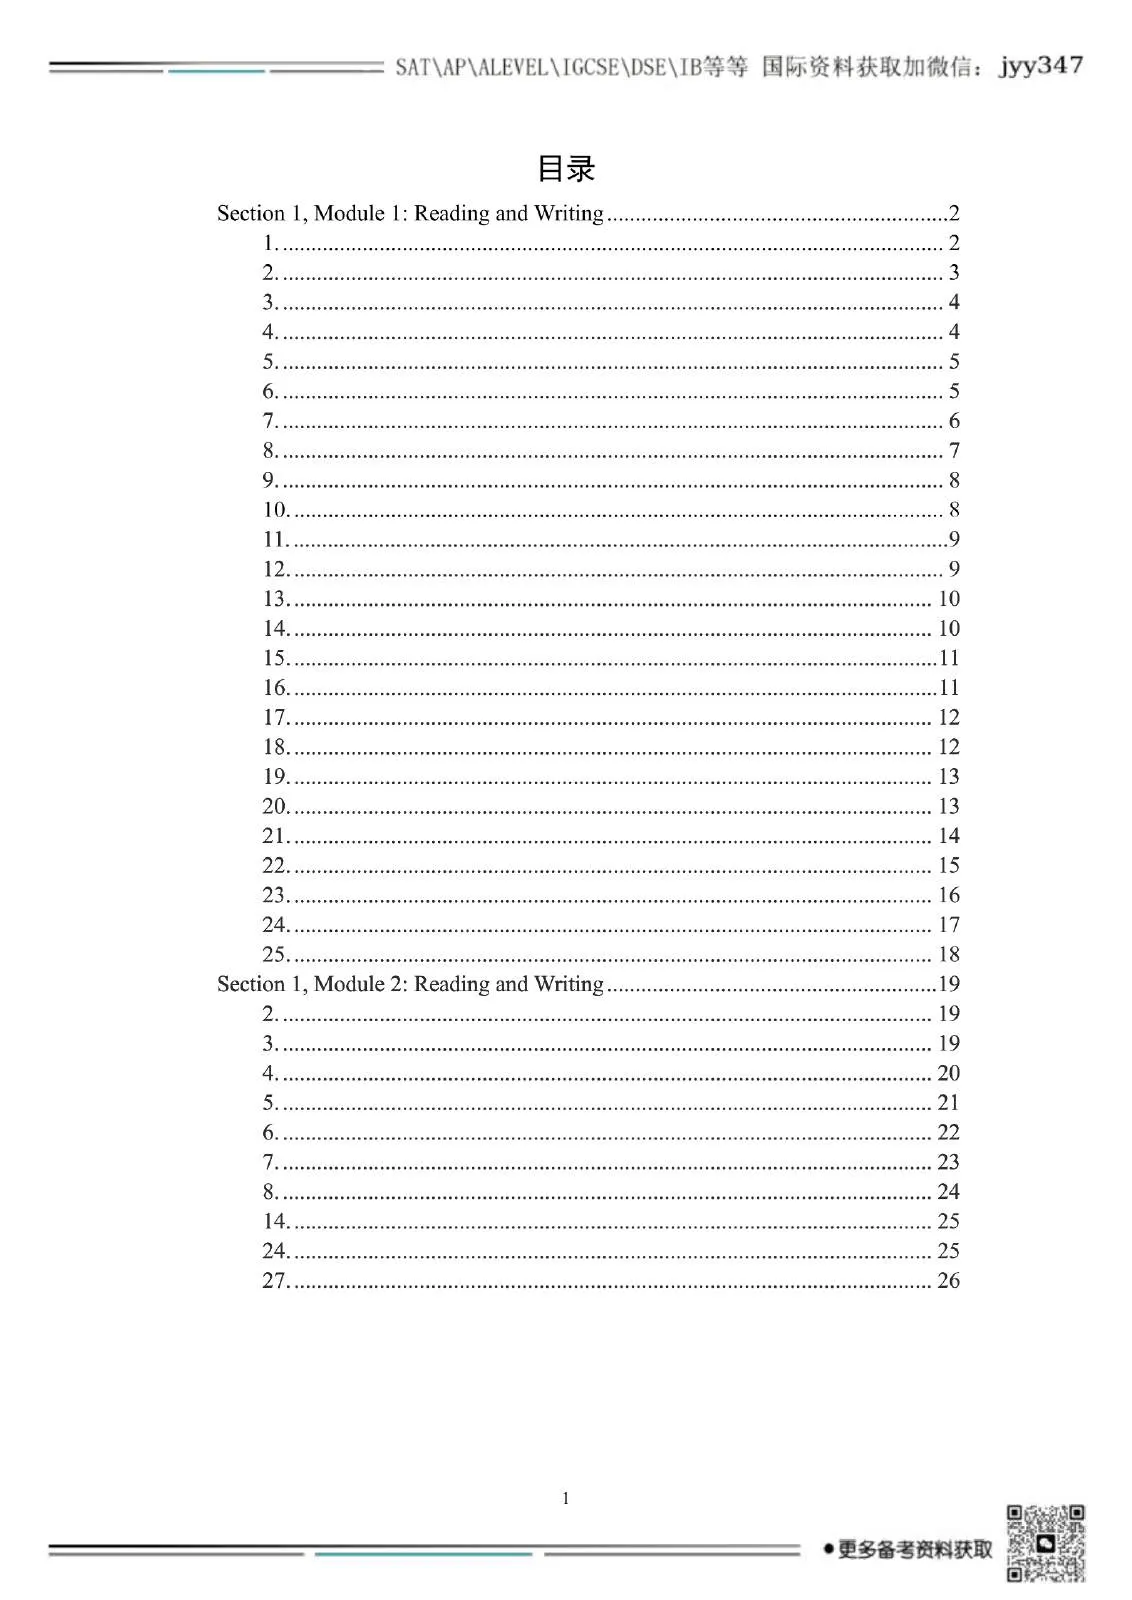 SAT\AP\ALEVEL\IGCSE\DSE\IB等等 国际资料获取加微信： jyy347
目录
Section 1, Module 1: Reading and Writing.............................................................2
1. ..................................................................................................................... 2
2. ..................................................................................................................... 3
3. ..................................................................................................................... 4
4. ..................................................................................................................... 4
5. ..................................................................................................................... 5
6. ..................................................................................................................... 5
7. ..................................................................................................................... 6
8. ..................................................................................................................... 7
9. ..................................................................................................................... 8
10. ................................................................................................................... 8
11. ....................................................................................................................9
12. ................................................................................................................... 9
13. ................................................................................................................. 10
14. ................................................................................................................. 10
15. ..................................................................................................................11
16. ..................................................................................................................11
17. ................................................................................................................. 12
18. ................................................................................................................. 12
19. ................................................................................................................. 13
20. ................................................................................................................. 13
21. ................................................................................................................. 14
22. ................................................................................................................. 15
23. ................................................................................................................. 16
24. ................................................................................................................. 17
25. ................................................................................................................. 18
Section 1, Module 2: Reading and Writing...........................................................19
2. ................................................................................................................... 19
3. ................................................................................................................... 19
4. ................................................................................................................... 20
5. ................................................................................................................... 21
6. ................................................................................................................... 22
7. ................................................................................................................... 23
8. ................................................................................................................... 24
14. ................................................................................................................. 25
24. ................................................................................................................. 25
27. ................................................................................................................. 26
1
●更多备考资料获取